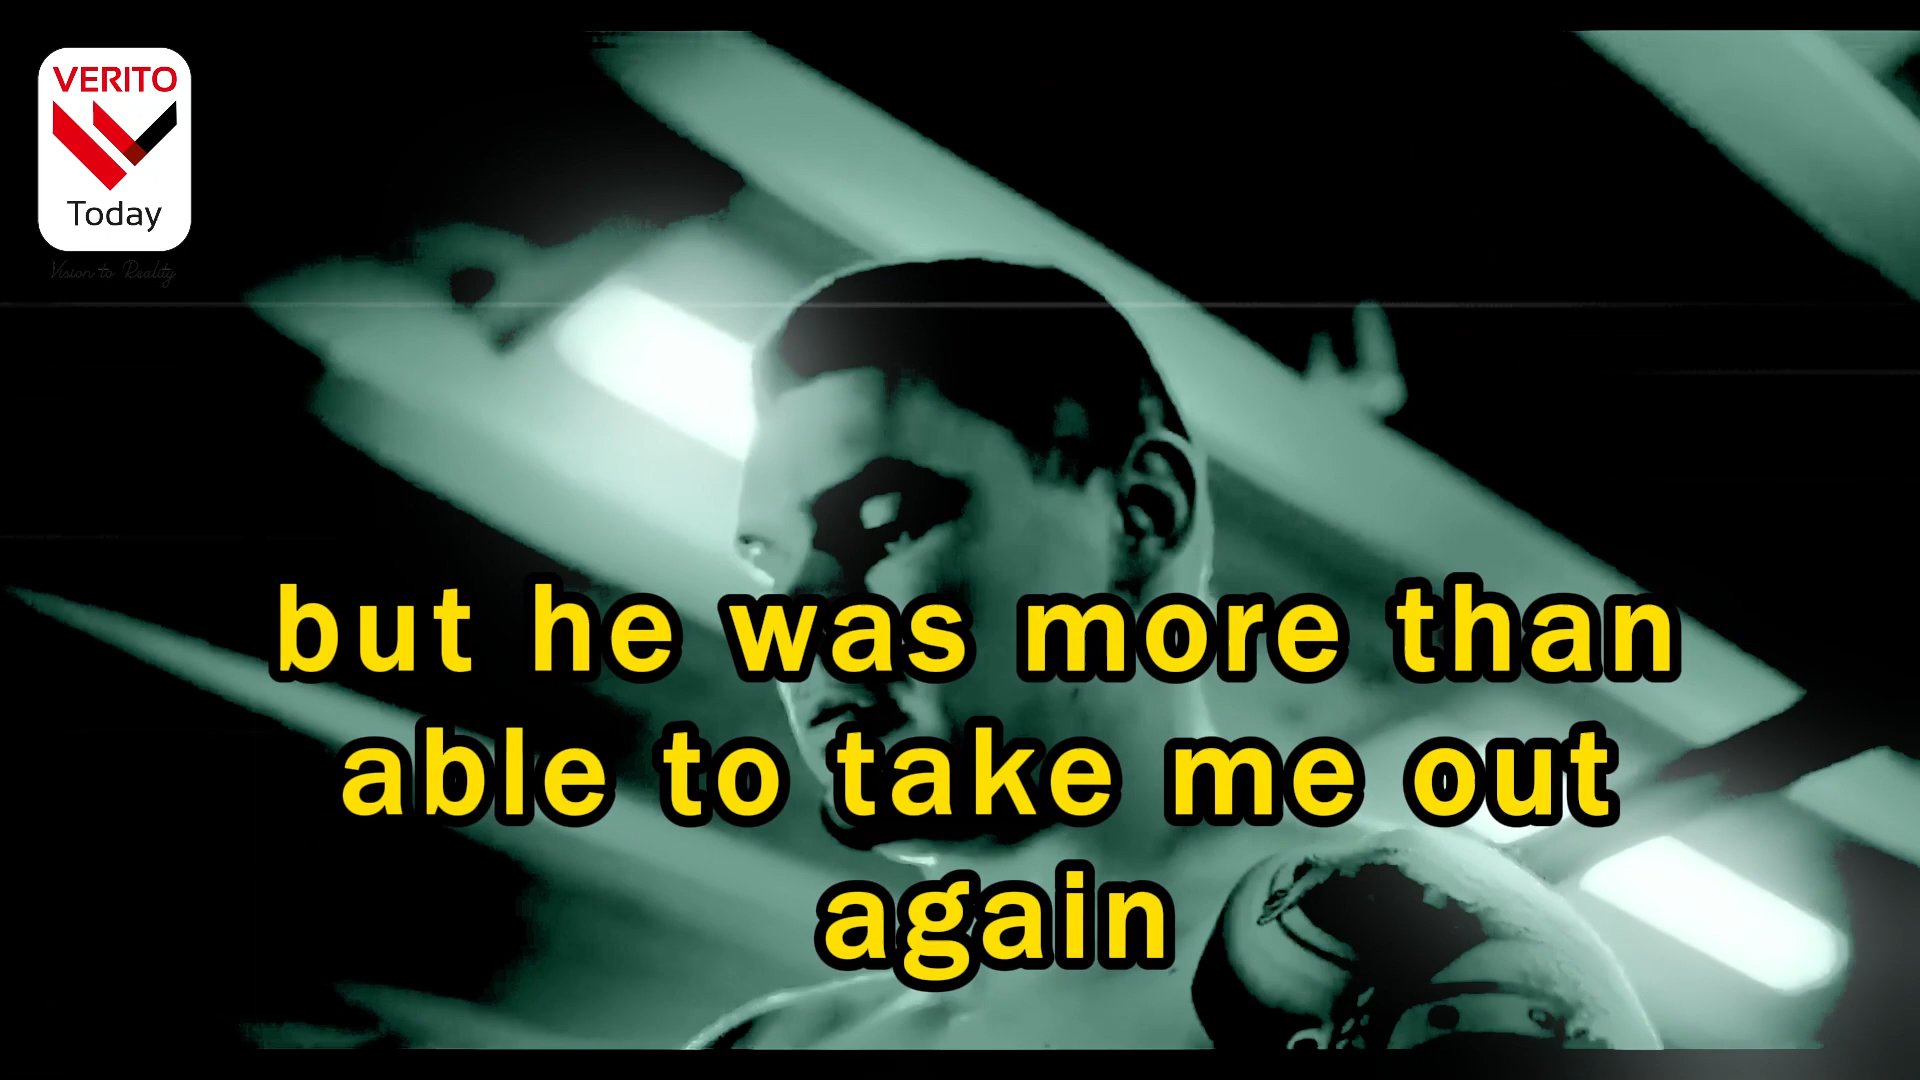 VERITO
Today
Vision to Reality
but he was more than
able to take me out
again